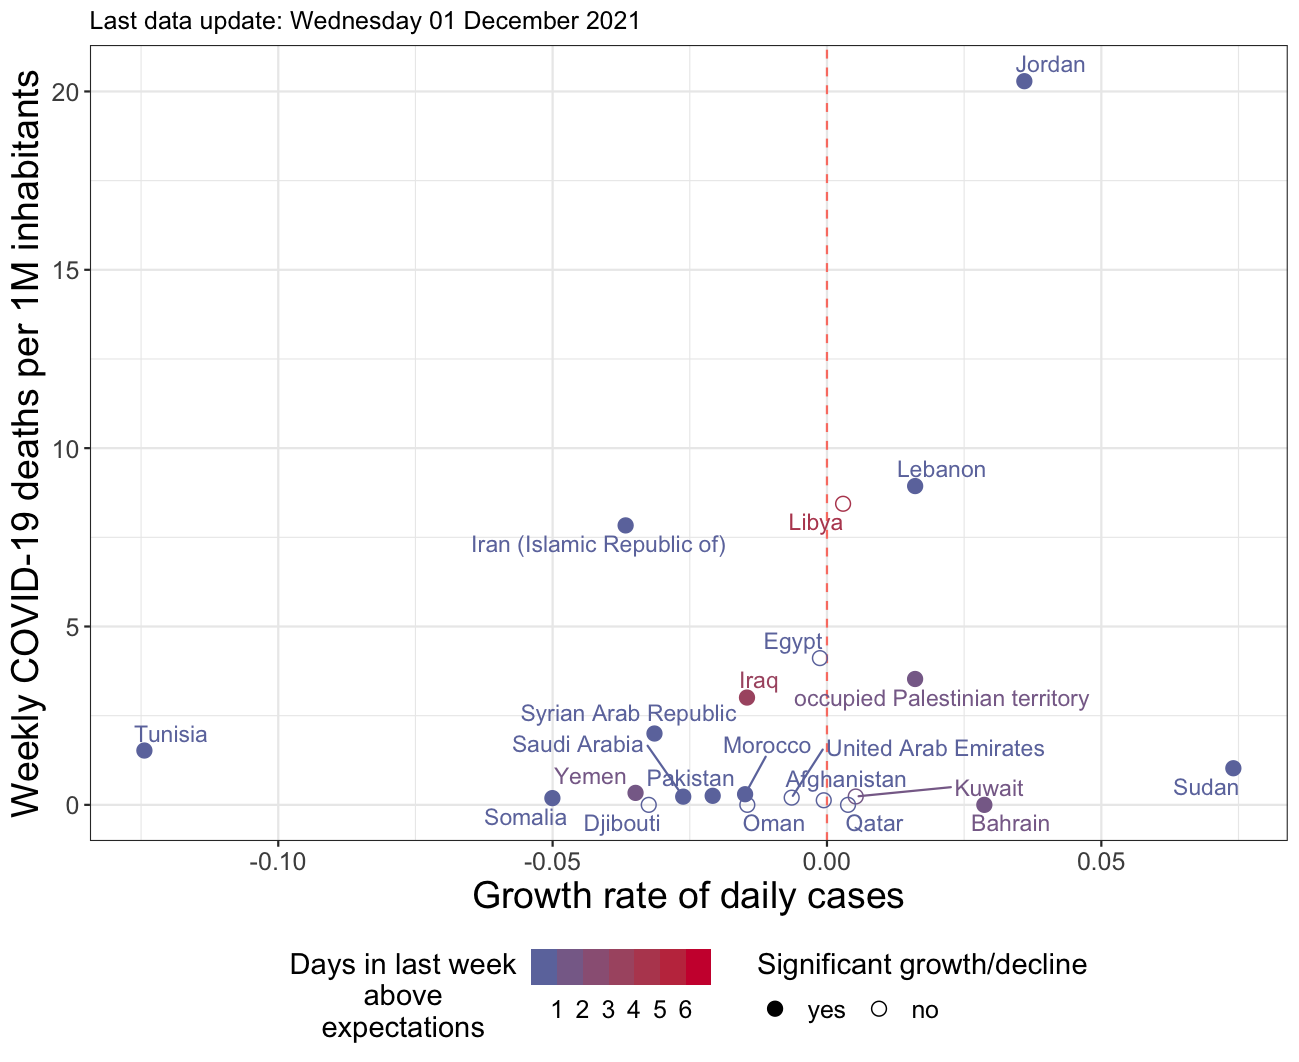 Last data update: Wednesday 01 December 2021
Weekly COVID-19 deaths per 1M inhabitants
20
15
10
5
0
Jordan
Lebanon
Libya
Iran (Islamic Republic of)
Egypt
Iraq
occupied Palestinian territory
Syrian Arab Republic
Tunisia
Saudi Arabia
Morocco
United Arab Emirates
Yemen
Pakistan
Afghanistan
Kuwait
Sudan
Somalia
Djibouti
Oman
Qatar
Bahrain
-0.10
-0.05
0.00
0.05
Growth rate of daily cases
Days in last week
above
expectations
1 2 3 4 5 6
Significant growth/decline
yes
no